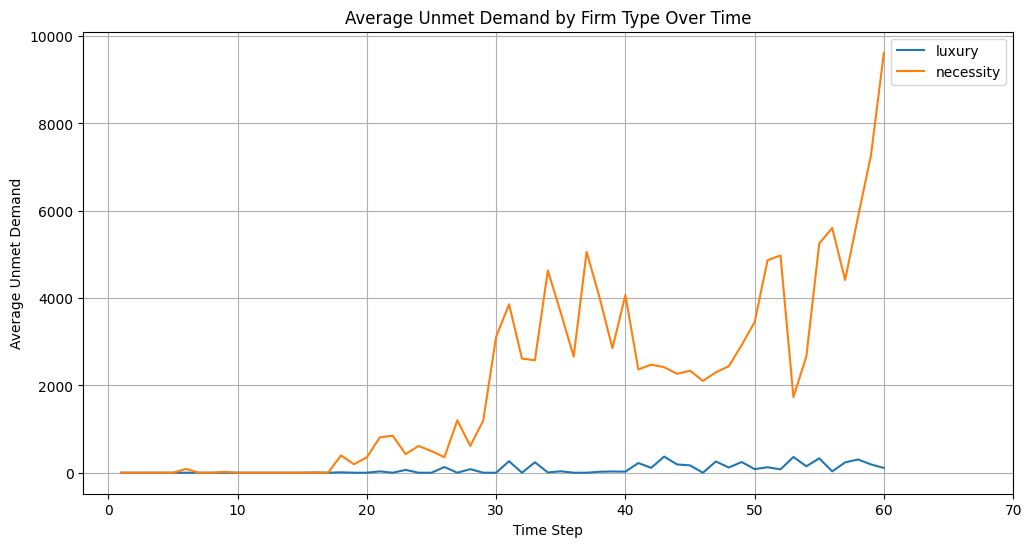 Average Unmet Demand by Firm Type Over Time
luxury
necessity
Average Unmet Demand
10000
8000
6000
4000
2000
0
0 10 20 30 40 50 60 70
Time Step